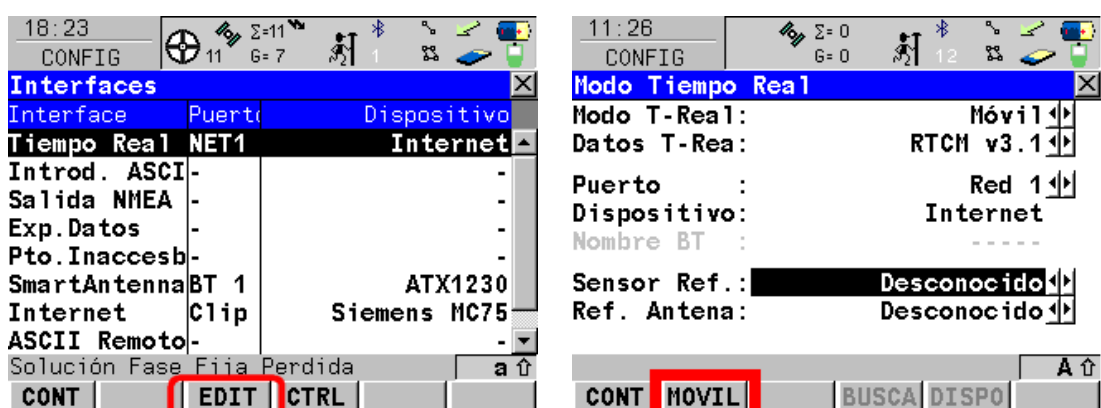 18:23
CONFIG
11
Σ=11
G= 7
1
Interfaces
Interface Puerto Dispositivo
Tiempo Real NET1 Internet
Introd. ASCI - -
Salida NMEA - -
Exp.Datos - -
Pto.Inaccesb - -
SmartAntenna BT 1 ATX1230
Internet Clip Siemens MC75
ASCII Remoto - -
Solución Fase Fija Perdida a
CONT EDIT CTRL
11:26
CONFIG
Σ= 0
G= 0
12
Modo Tiempo Real
Modo T-Real: Móvil
Datos T-Rea: RTCM v3.1
Puerto : Red 1
Dispositivo: Internet
Nombre BT : -----
Sensor Ref.: Desconocido
Ref. Antena: Desconocido
A
CONT MOVIL BUSCA DISPO